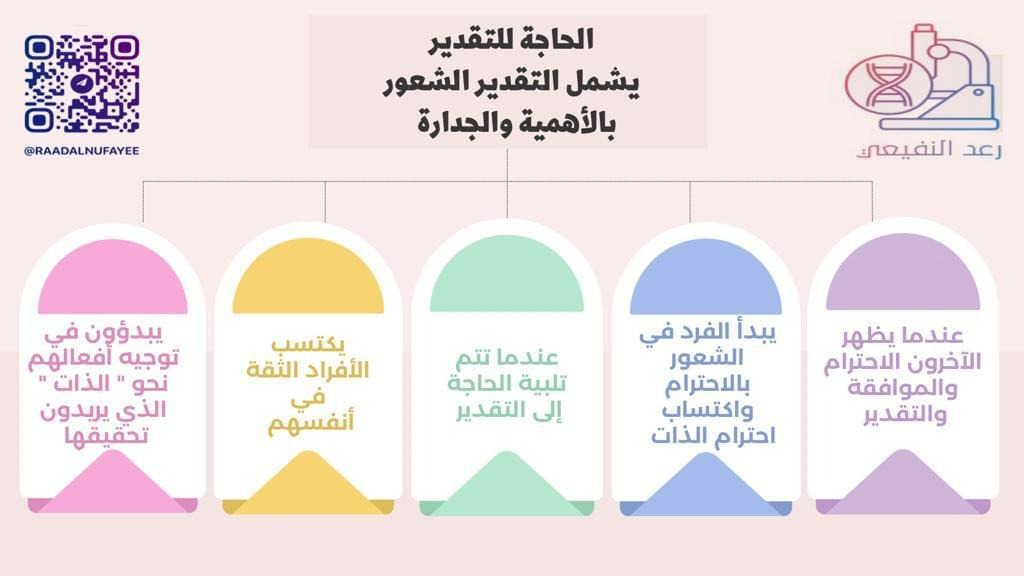 الحاجة للتقدير
يشمل التقدير الشعور
بالأهمية والجدارة
رعد النفيعي
@RAADALNUFAYEE
عندما يظهر
الآخرون الاحترام
والموافقة
والتقدير
يبدأ الفرد في
الشعور
بالاحترام
واكتساب
احترام الذات
عندما تتم
تلبية الحاجة
إلى التقدير
يكتسب
الأفراد الثقة
في
أنفسهم
يبدؤون في
توجيه أفعالهم
نحو " الذات "
الذي يريدون
تحقيقها